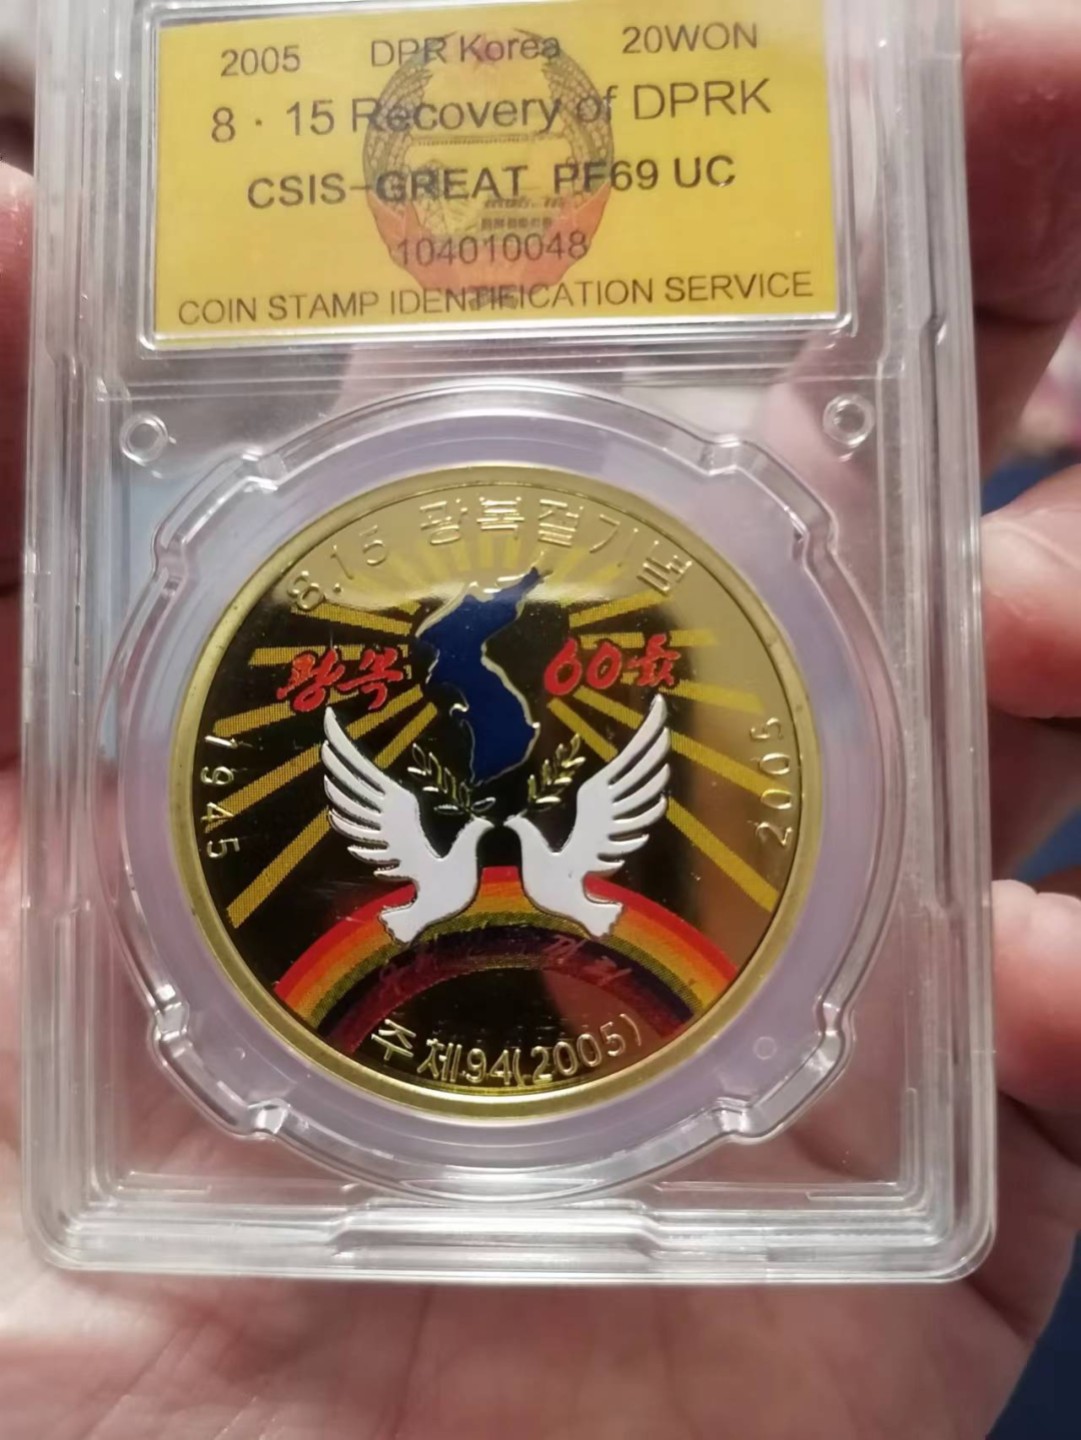 2005 DPR Korea 20WON
8·15 Recovery of DPRK
CSIS-GREAT PF69 UC
104010048
COIN STAMP IDENTIFICATION SERVICE
8.15 광복절기념
광복 60돐
1945
2005
주체94(2005)